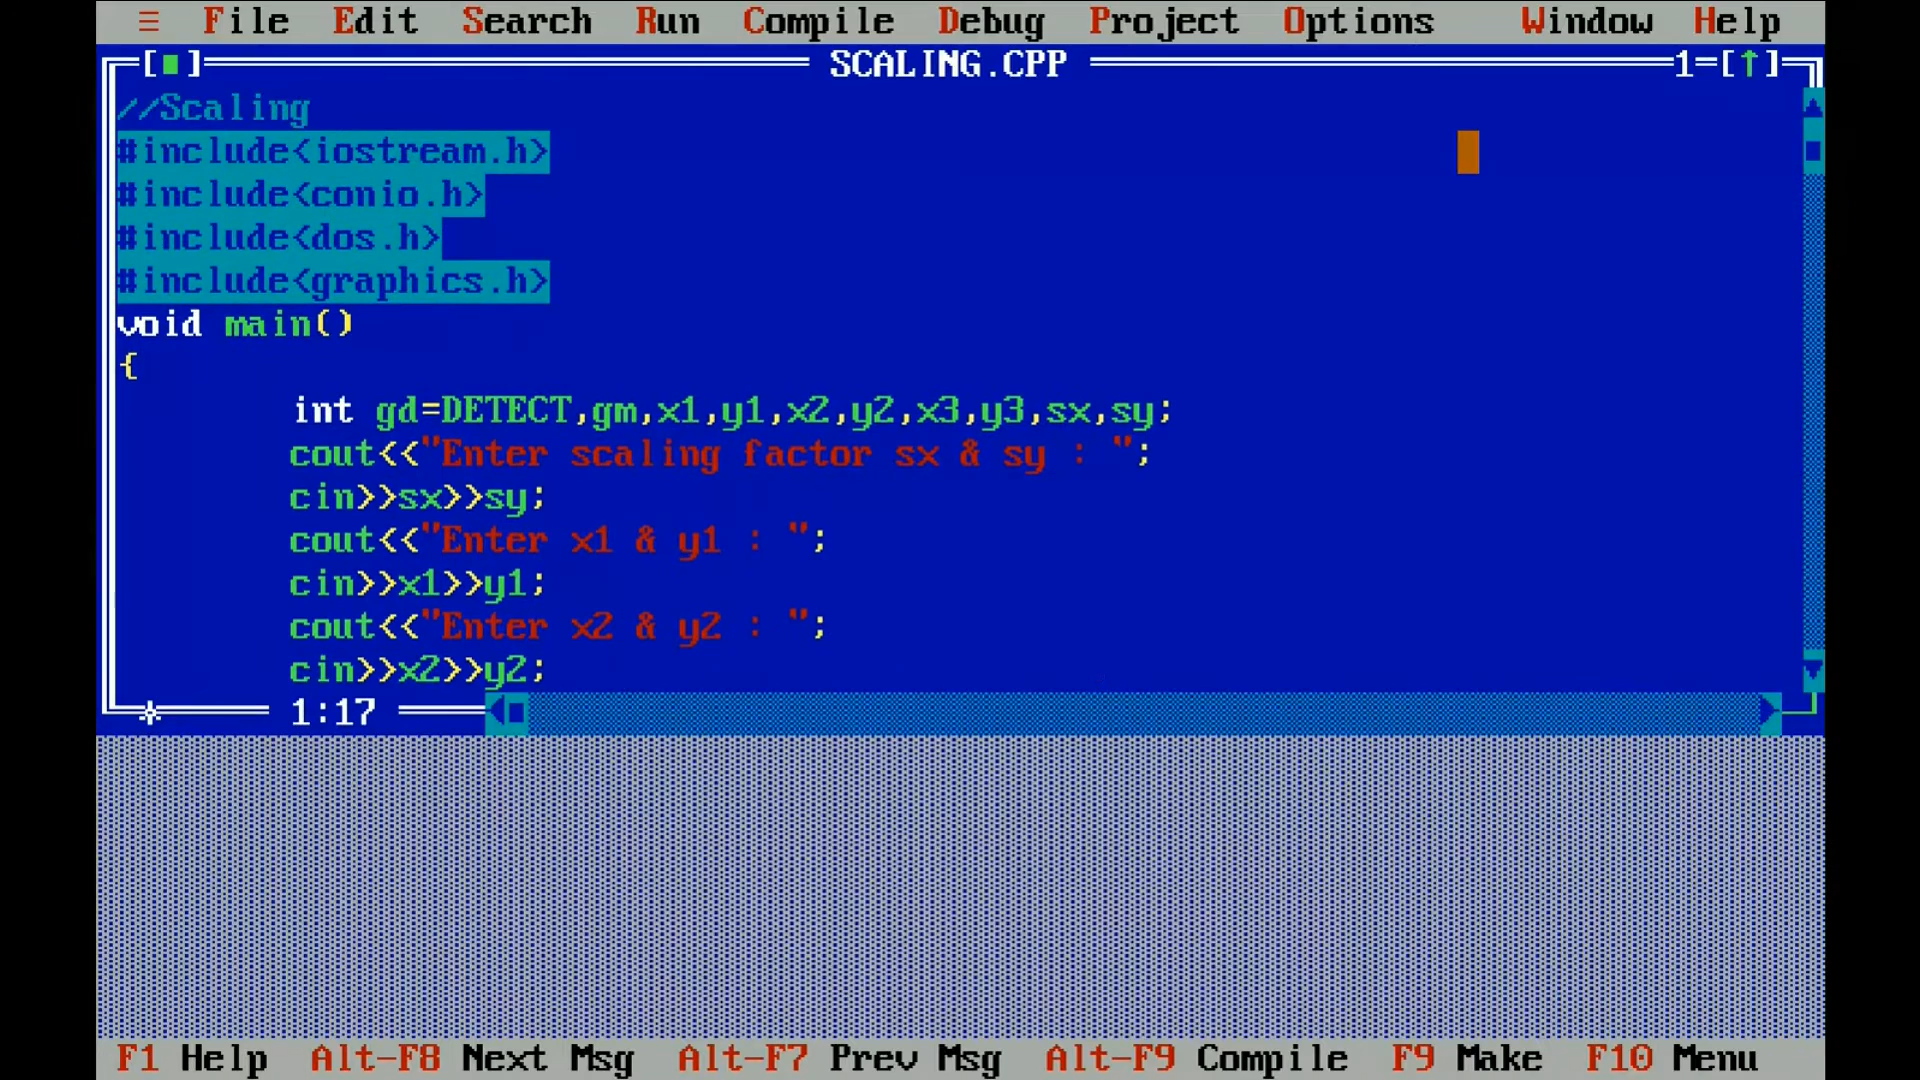 ≡ File Edit Search Run Compile Debug Project Options Window Help
[■] SCALING.CPP 1=[↑]
//Scaling
#include<iostream.h>
#include<conio.h>
#include<dos.h>
#include<graphics.h>
void main()
{
int gd=DETECT,gm,x1,y1,x2,y2,x3,y3,sx,sy;
cout<<"Enter scaling factor sx & sy : ";
cin>>sx>>sy;
cout<<"Enter x1 & y1 : ";
cin>>x1>>y1;
cout<<"Enter x2 & y2 : ";
cin>>x2>>y2;
* 1:17
F1 Help Alt-F8 Next Msg Alt-F7 Prev Msg Alt-F9 Compile F9 Make F10 Menu